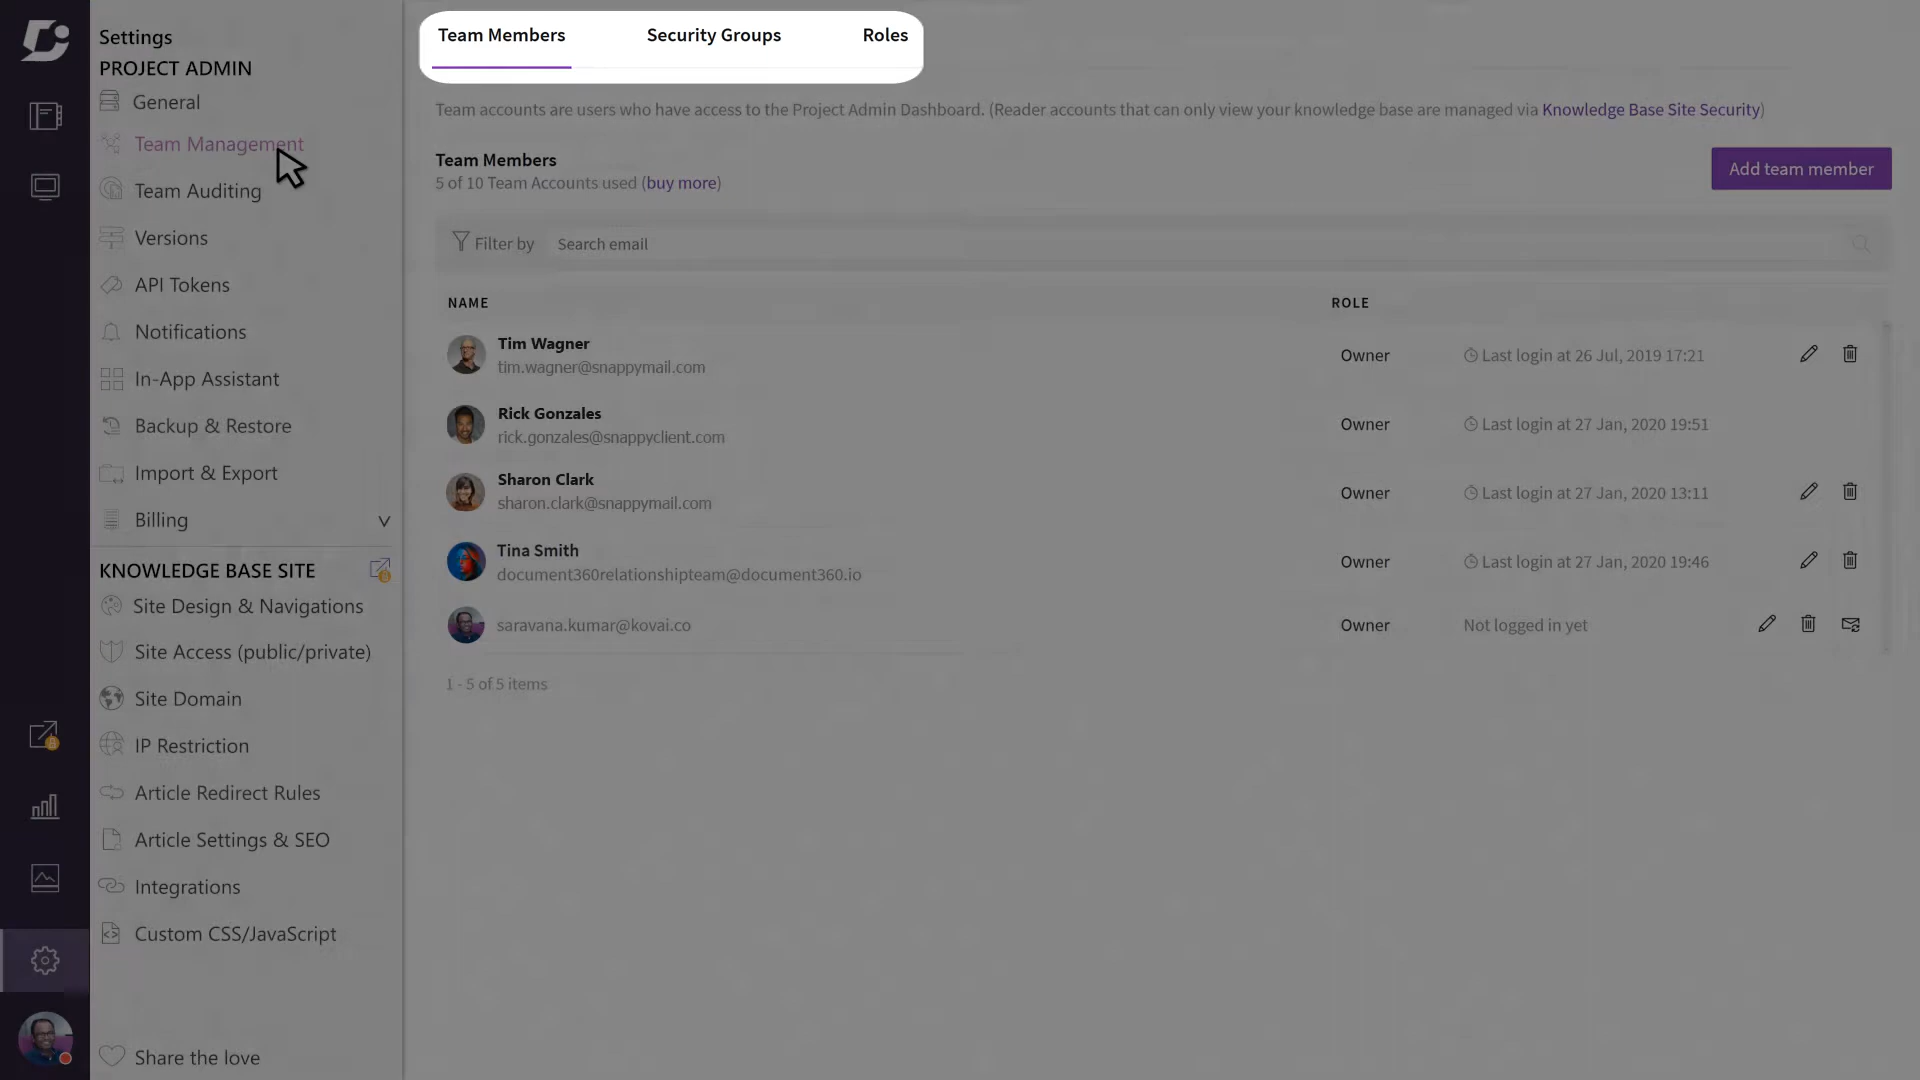 Settings
PROJECT ADMIN
General
Team Management
Team Auditing
Versions
API Tokens
Notifications
In-App Assistant
Backup & Restore
Import & Export
Billing
KNOWLEDGE BASE SITE
Site Design & Navigations
Site Access (public/private)
Site Domain
IP Restriction
Article Redirect Rules
Article Settings & SEO
Integrations
Custom CSS/JavaScript
Share the love
Team Members Security Groups Roles
Team accounts are users who have access to the Project Admin Dashboard. (Reader accounts that can only view your knowledge base are managed via Knowledge Base Site Security)
Team Members
5 of 10 Team Accounts used (buy more)
Add team member
Filter by Search email
NAME ROLE
Tim Wagner
tim.wagner@snappymail.com
Owner Last login at 26 Jul, 2019 17:21
Rick Gonzales
rick.gonzales@snappyclient.com
Owner Last login at 27 Jan, 2020 19:51
Sharon Clark
sharon.clark@snappymail.com
Owner Last login at 27 Jan, 2020 13:11
Tina Smith
document360relationshipteam@document360.io
Owner Last login at 27 Jan, 2020 19:46
saravana.kumar@kovai.co Owner Not logged in yet
1 - 5 of 5 items